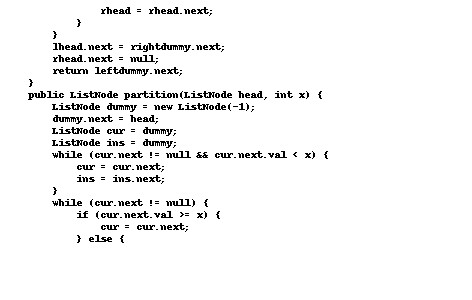 rhead = rhead.next;
}
}
lhead.next = rightdummy.next;
rhead.next = null;
return leftdummy.next;
}
public ListNode partition(ListNode head, int x) {
ListNode dummy = new ListNode(-1);
dummy.next = head;
ListNode cur = dummy;
ListNode ins = dummy;
while (cur.next != null && cur.next.val < x) {
cur = cur.next;
ins = ins.next;
}
while (cur.next != null) {
if (cur.next.val >= x) {
cur = cur.next;
} else {